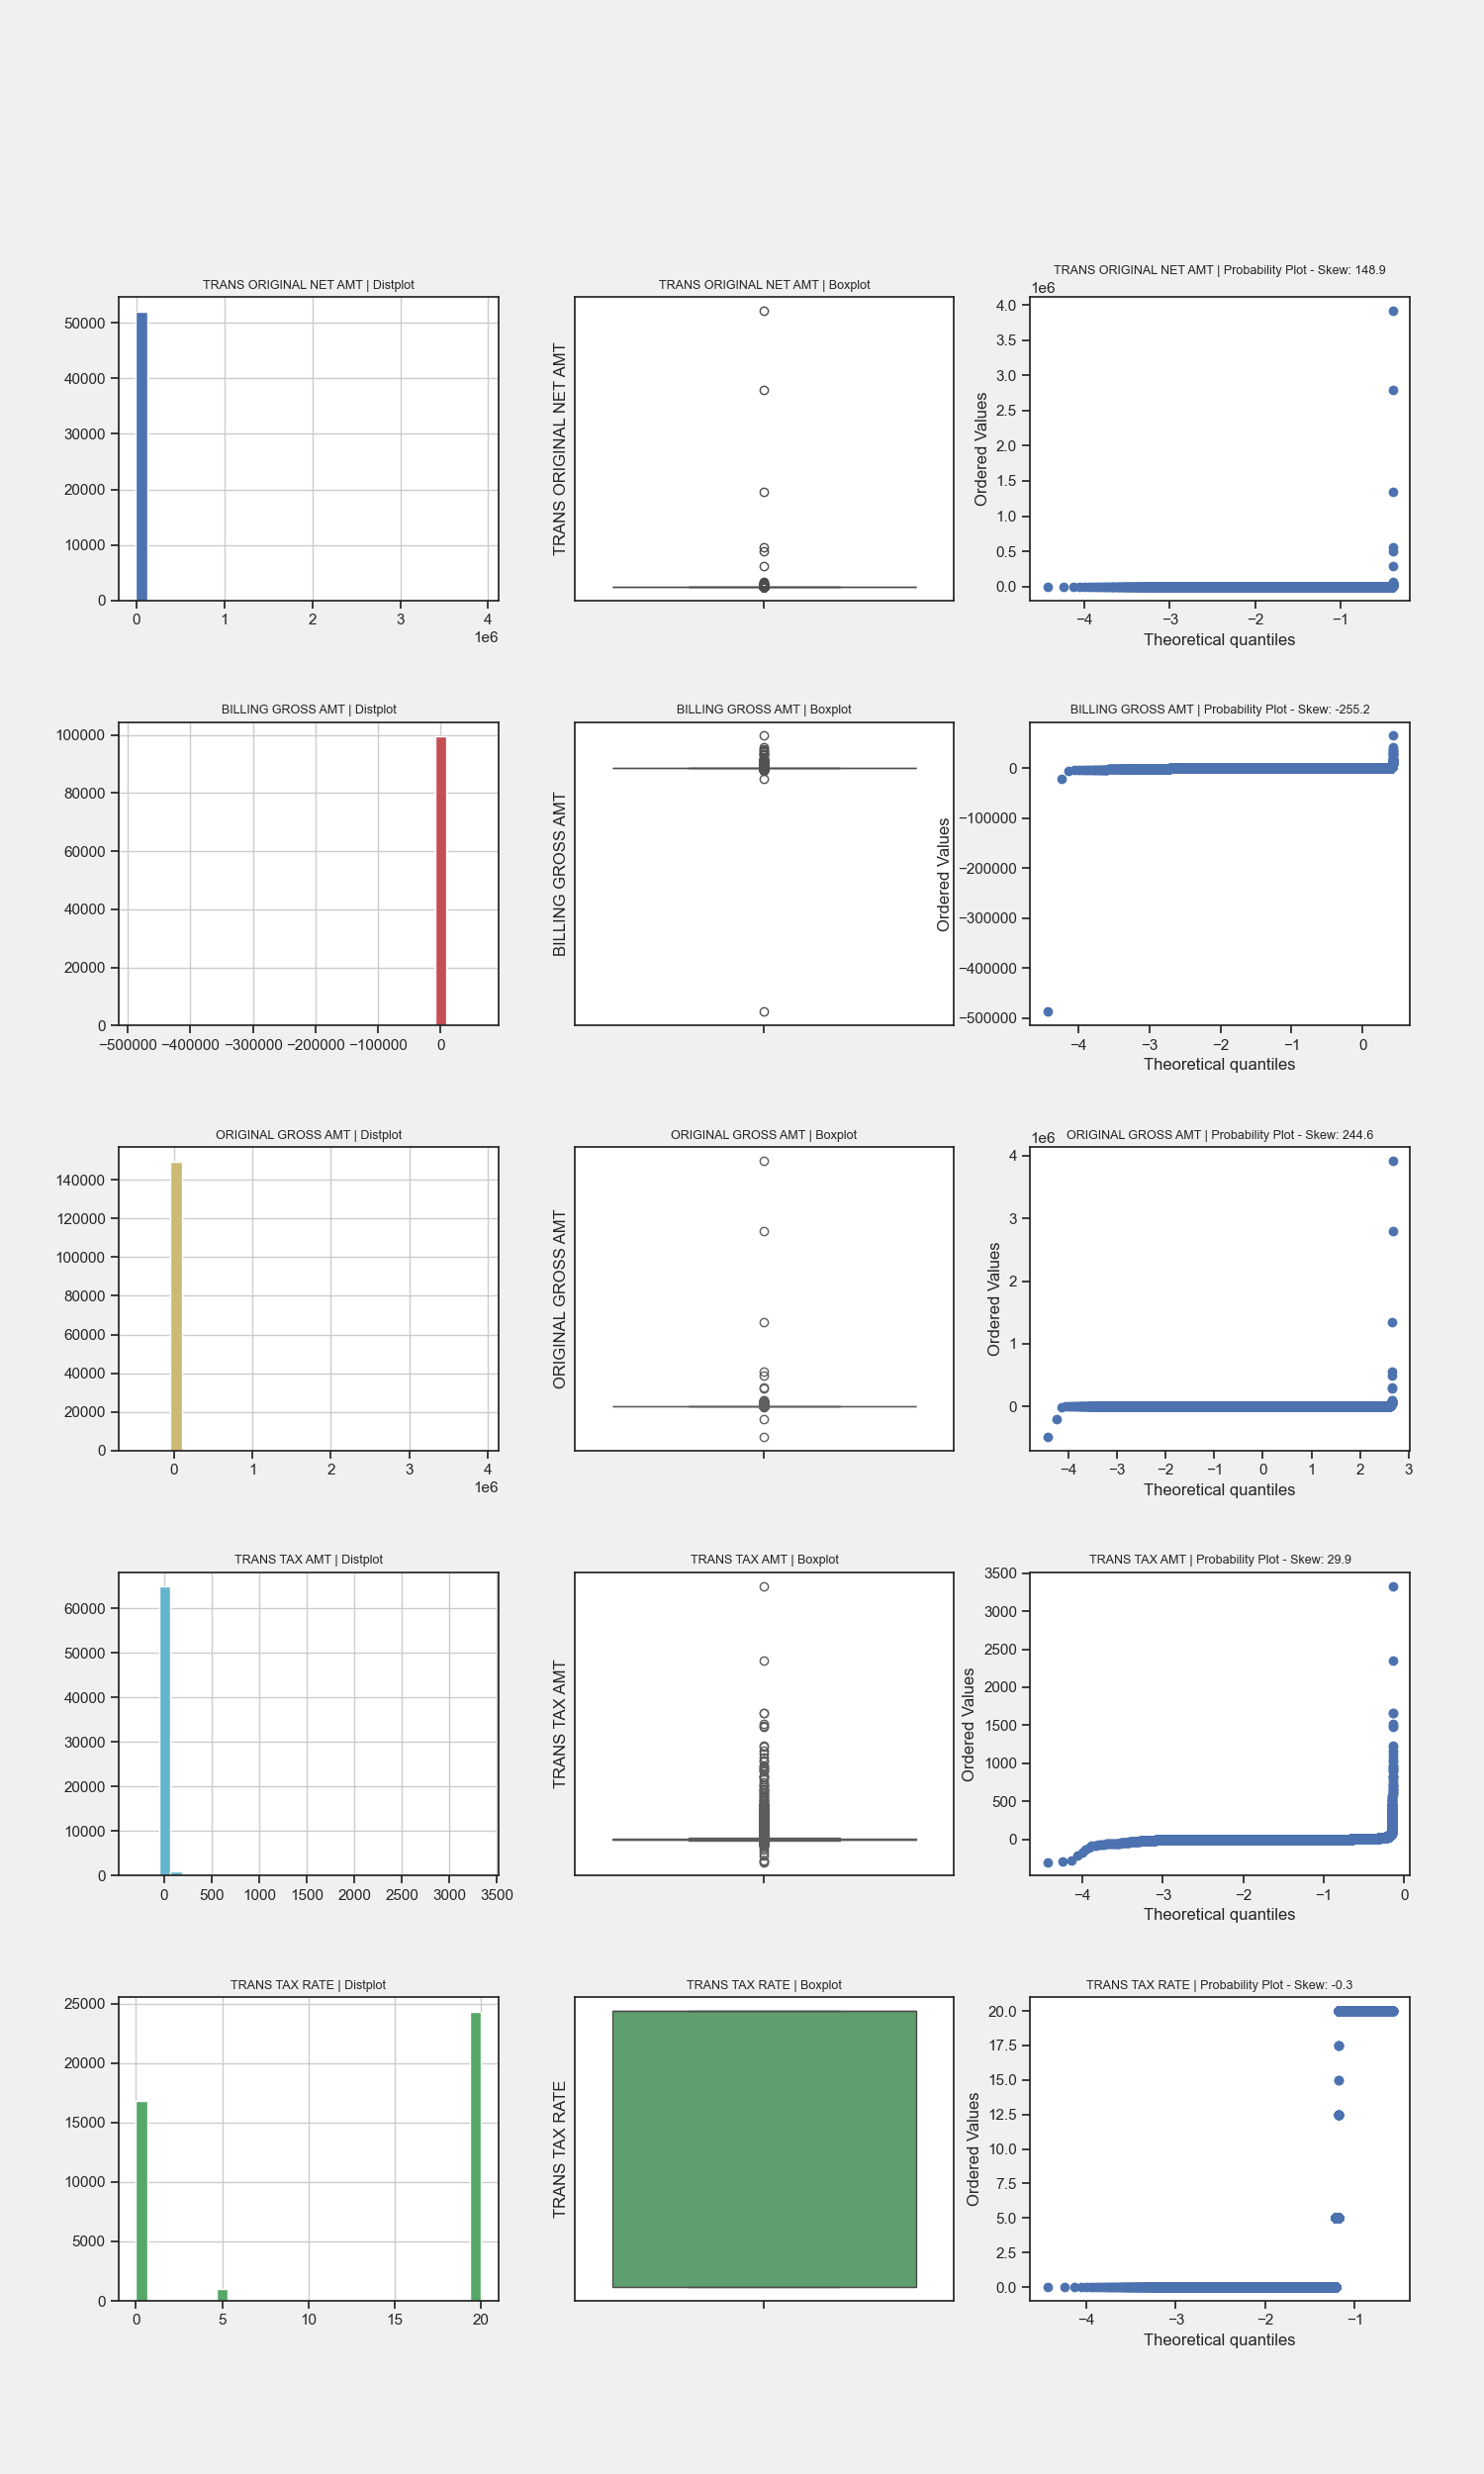 TRANS ORIGINAL NET AMT | Distplot
50000
40000
30000
20000
10000
0
0 1 2 3 4
1e6
TRANS ORIGINAL NET AMT | Boxplot
TRANS ORIGINAL NET AMT
TRANS ORIGINAL NET AMT | Probability Plot - Skew: 148.9
1e6
4.0
3.5
3.0
2.5
2.0
1.5
1.0
0.5
0.0
Ordered Values
−4 −3 −2 −1
Theoretical quantiles
BILLING GROSS AMT | Distplot
100000
80000
60000
40000
20000
0
−500000 −400000 −300000 −200000 −100000 0
BILLING GROSS AMT | Boxplot
BILLING GROSS AMT
BILLING GROSS AMT | Probability Plot - Skew: -255.2
0
−100000
−200000
−300000
−400000
−500000
Ordered Values
−4 −3 −2 −1 0
Theoretical quantiles
ORIGINAL GROSS AMT | Distplot
140000
120000
100000
80000
60000
40000
20000
0
0 1 2 3 4
1e6
ORIGINAL GROSS AMT | Boxplot
ORIGINAL GROSS AMT
ORIGINAL GROSS AMT | Probability Plot - Skew: 244.6
1e6
4
3
2
1
0
Ordered Values
−4 −3 −2 −1 0 1 2 3
Theoretical quantiles
TRANS TAX AMT | Distplot
60000
50000
40000
30000
20000
10000
0
0 500 1000 1500 2000 2500 3000 3500
TRANS TAX AMT | Boxplot
TRANS TAX AMT
TRANS TAX AMT | Probability Plot - Skew: 29.9
3500
3000
2500
2000
1500
1000
500
0
Ordered Values
−4 −3 −2 −1 0
Theoretical quantiles
TRANS TAX RATE | Distplot
25000
20000
15000
10000
5000
0
0 5 10 15 20
TRANS TAX RATE | Boxplot
TRANS TAX RATE
TRANS TAX RATE | Probability Plot - Skew: -0.3
20.0
17.5
15.0
12.5
10.0
7.5
5.0
2.5
0.0
Ordered Values
−4 −3 −2 −1
Theoretical quantiles